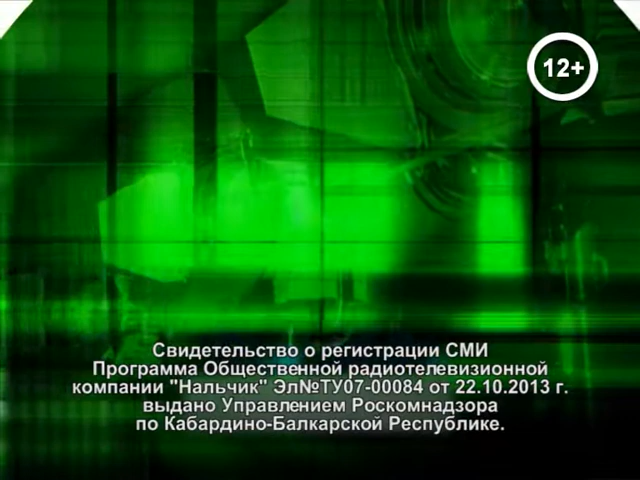 12+
Свидетельство о регистрации СМИ
Программа Общественной радиотелевизионной
компании "Нальчик" Эл№ТУ07-00084 от 22.10.2013 г.
выдано Управлением Роскомнадзора
по Кабардино-Балкарской Республике.